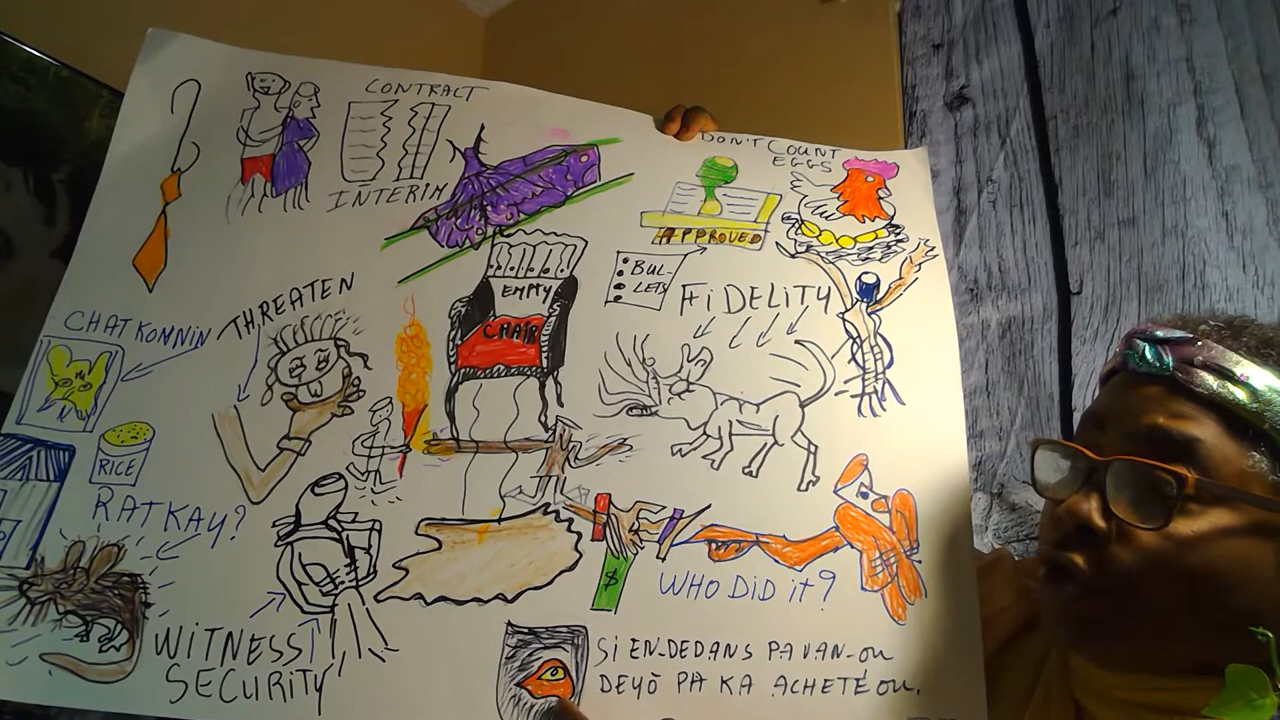 CONTRACT
INTERIM
DON'T COUNT
EGGS
APPROVED
BUL-
LETS
FIDELITY
EMPTY
CHAIR
THREATEN
CHATKONNIN
RICE
RATKAY?
$
WHO DID it?
WITNESS
SECURITY
Si EN-DEDANS PA VAN-OU
DEYŌ PA KA ACHETÉ OU.